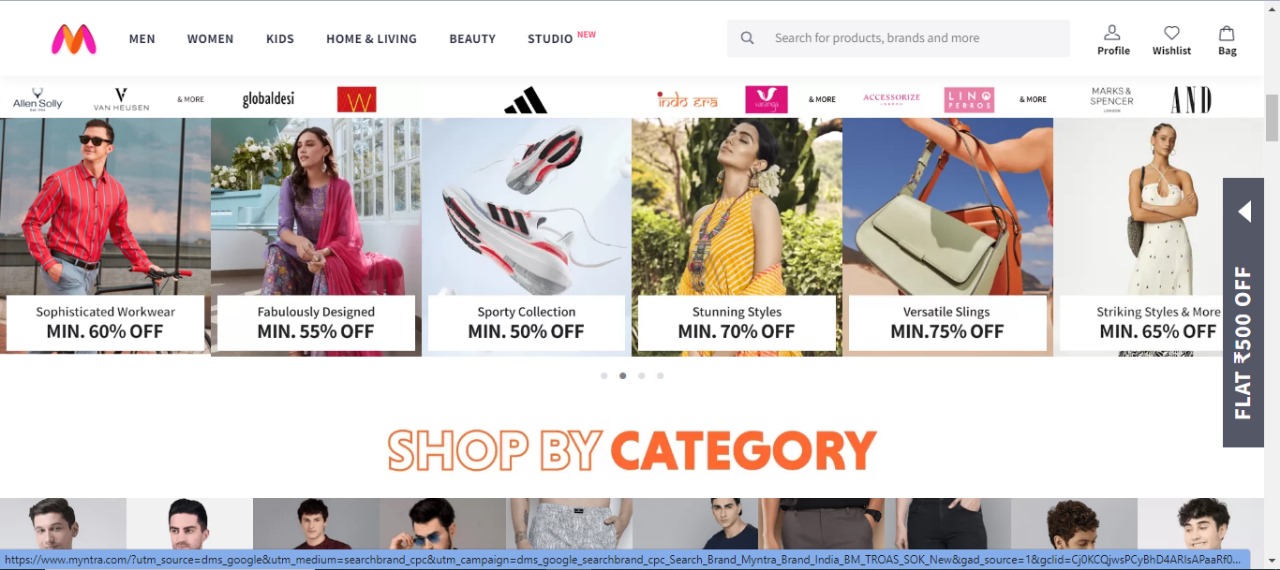 MEN WOMEN KIDS HOME & LIVING BEAUTY STUDIO NEW Search for products, brands and more Profile Wishlist Bag
Allen Solly VAN HEUSEN & MORE globaldesi W indo era & MORE ACCESSORIZE LONDON LINO PERROS & MORE MARKS & SPENCER LONDON AND
Sophisticated Workwear
MIN. 60% OFF
Fabulously Designed
MIN. 55% OFF
Sporty Collection
MIN. 50% OFF
Stunning Styles
MIN. 70% OFF
Versatile Slings
MIN.75% OFF
Striking Styles & More
MIN. 65% OFF
FLAT ₹500 OFF
SHOP BY CATEGORY
https://www.myntra.com/?utm_source=dms_google&utm_medium=searchbrand_cpc&utm_campaign=dms_google_searchbrand_cpc_Search_Brand_Myntra_Brand_India_BM_TROAS_SOK_New&gad_source=1&gclid=Cj0KCQjwsPCyBhD4ARIsAPaaRf0...